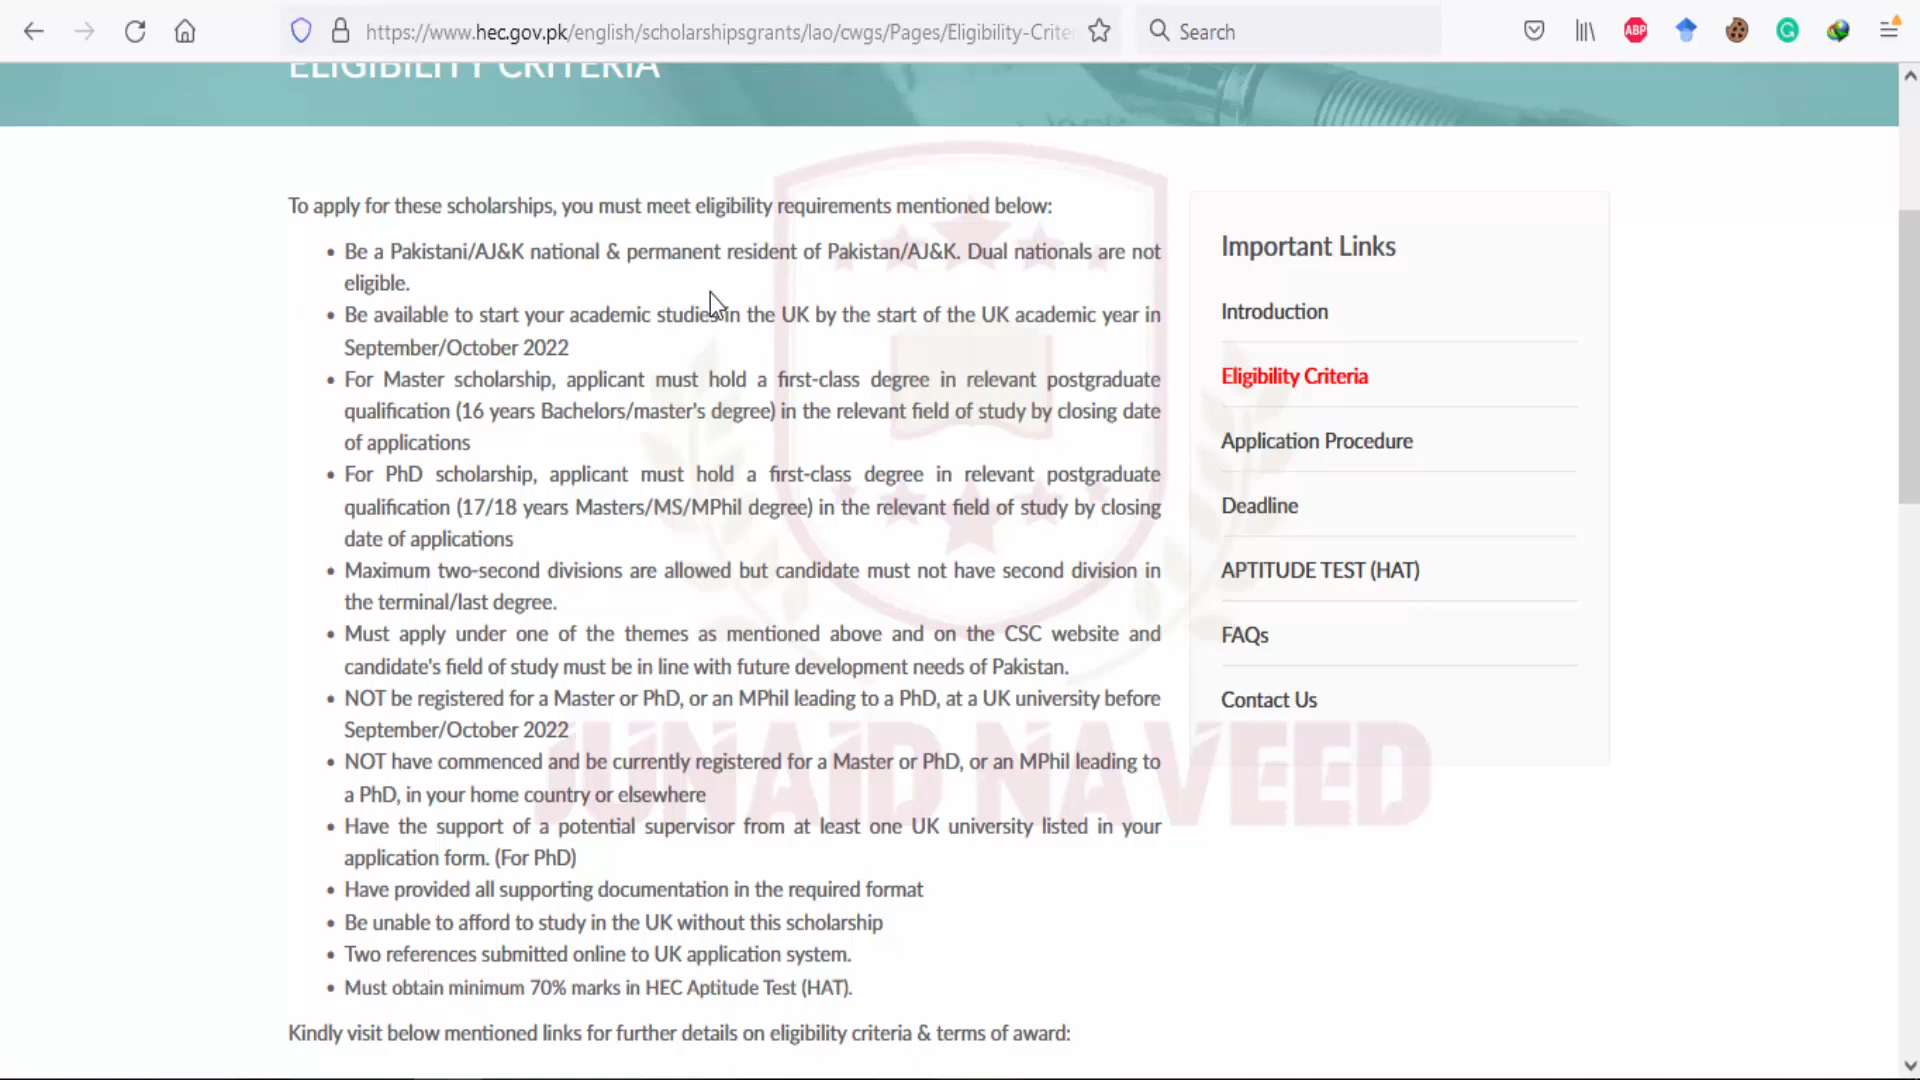 https://www.hec.gov.pk/english/scholarshipsgrants/lao/cwgs/Pages/Eligibility-Crite
Search
ABP
ELIGIBILITY CRITERIA
To apply for these scholarships, you must meet eligibility requirements mentioned below:
• Be a Pakistani/AJ&K national & permanent resident of Pakistan/AJ&K. Dual nationals are not
eligible.
• Be available to start your academic studies in the UK by the start of the UK academic year in
September/October 2022
• For Master scholarship, applicant must hold a first-class degree in relevant postgraduate
qualification (16 years Bachelors/master's degree) in the relevant field of study by closing date
of applications
• For PhD scholarship, applicant must hold a first-class degree in relevant postgraduate
qualification (17/18 years Masters/MS/MPhil degree) in the relevant field of study by closing
date of applications
• Maximum two-second divisions are allowed but candidate must not have second division in
the terminal/last degree.
• Must apply under one of the themes as mentioned above and on the CSC website and
candidate's field of study must be in line with future development needs of Pakistan.
• NOT be registered for a Master or PhD, or an MPhil leading to a PhD, at a UK university before
September/October 2022
• NOT have commenced and be currently registered for a Master or PhD, or an MPhil leading to
a PhD, in your home country or elsewhere
• Have the support of a potential supervisor from at least one UK university listed in your
application form. (For PhD)
• Have provided all supporting documentation in the required format
• Be unable to afford to study in the UK without this scholarship
• Two references submitted online to UK application system.
• Must obtain minimum 70% marks in HEC Aptitude Test (HAT).
Kindly visit below mentioned links for further details on eligibility criteria & terms of award:
Important Links
Introduction
Eligibility Criteria
Application Procedure
Deadline
APTITUDE TEST (HAT)
FAQs
Contact Us
JUNAID NAVEED